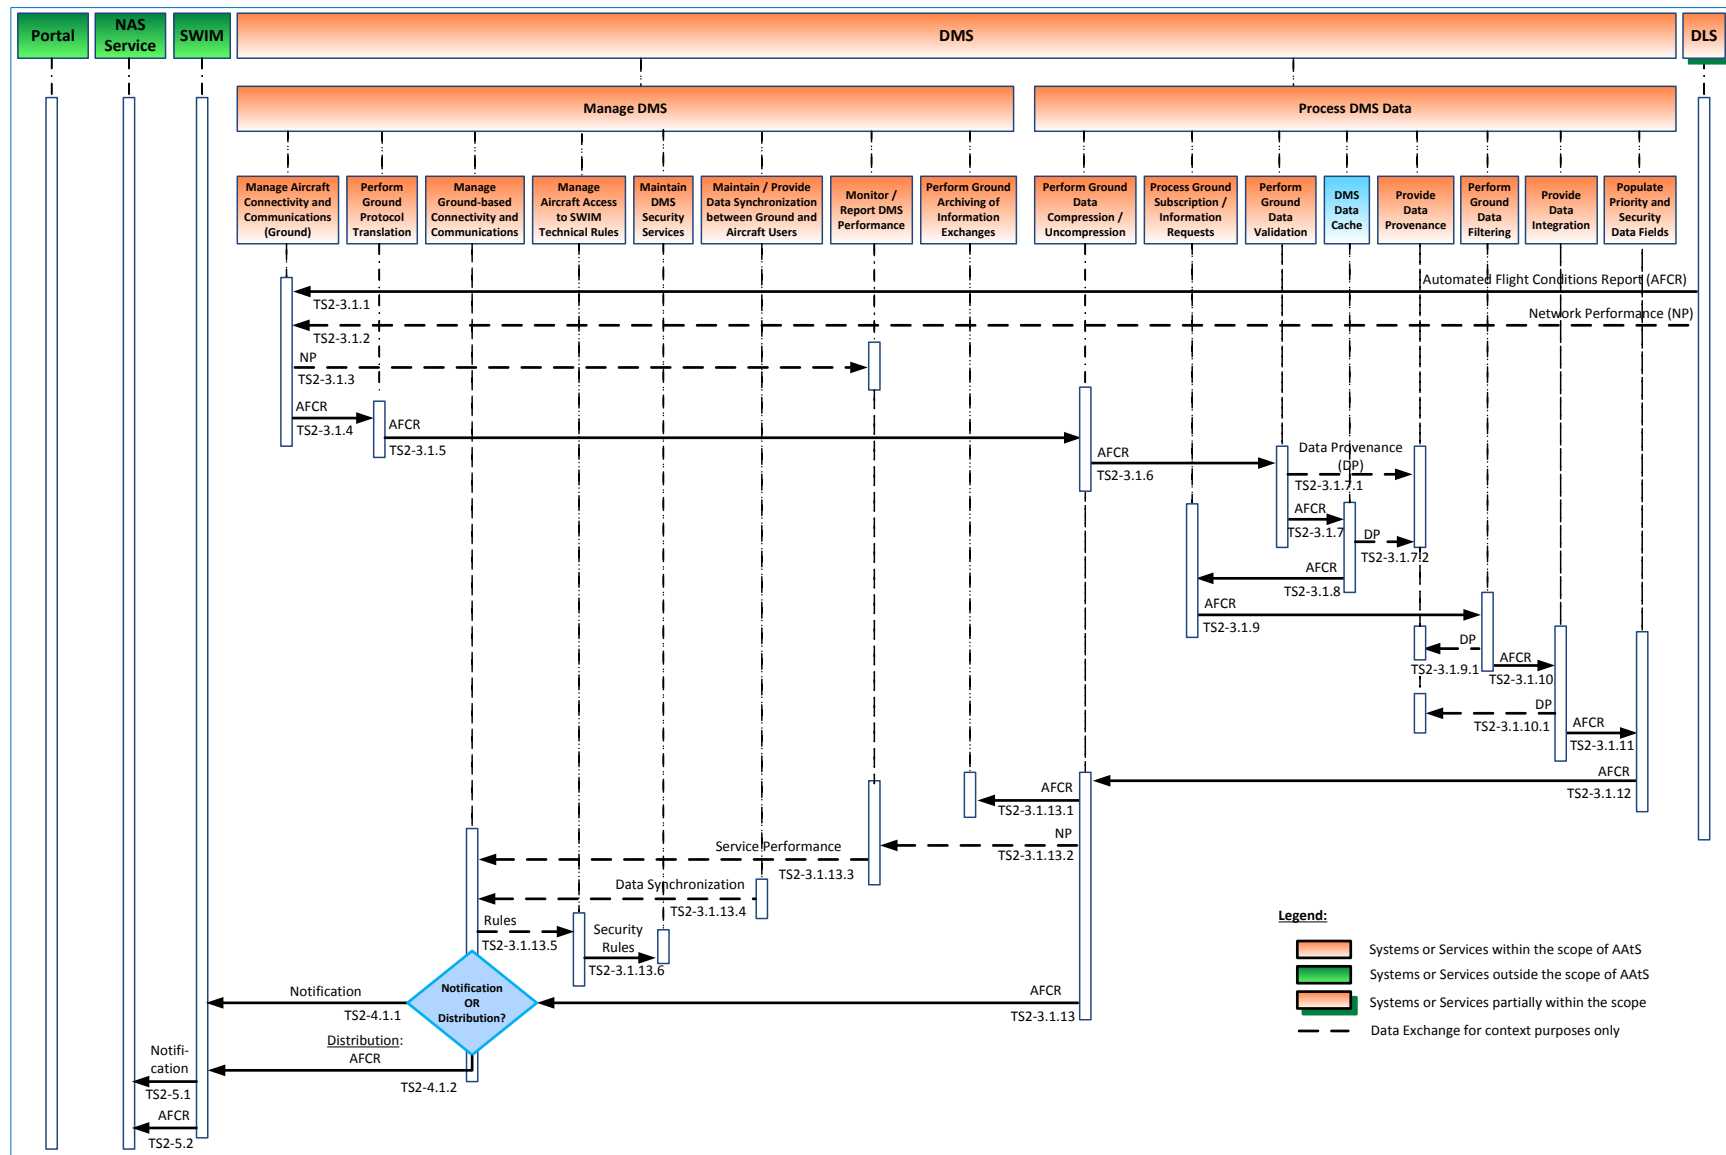 Portal
NAS
Service
SWIM
DMS
DLS
Manage DMS
Process DMS Data
Manage Aircraft
Connectivity and
Communications
(Ground)
Perform
Ground
Protocol
Translation
Manage
Ground-based
Connectivity and
Communications
Manage
Aircraft Access
to SWIM
Technical Rules
Maintain
DMS
Security
Services
Maintain / Provide
Data Synchronization
between Ground and
Aircraft Users
Monitor /
Report DMS
Performance
Perform Ground
Archiving of
Information
Exchanges
Perform Ground
Data
Compression /
Uncompression
Process Ground
Subscription /
Information
Requests
Perform
Ground
Data
Validation
DMS
Data
Cache
Provide
Data
Provenance
Perform
Ground
Data
Filtering
Provide
Data
Integration
Populate
Priority and
Security
Data Fields
Automated Flight Conditions Report (AFCR)
TS2-3.1.1
Network Performance (NP)
TS2-3.1.2
NP
TS2-3.1.3
AFCR
TS2-3.1.4
AFCR
TS2-3.1.5
AFCR
TS2-3.1.6
Data Provenance
(DP)
TS2-3.1.7.1
AFCR
TS2-3.1.7
DP
TS2-3.1.7.2
AFCR
TS2-3.1.8
AFCR
TS2-3.1.9
DP
TS2-3.1.9.1
AFCR
TS2-3.1.10
DP
TS2-3.1.10.1
AFCR
TS2-3.1.11
AFCR
TS2-3.1.12
AFCR
TS2-3.1.13.1
NP
TS2-3.1.13.2
Service Performance
TS2-3.1.13.3
Data Synchronization
TS2-3.1.13.4
Rules
TS2-3.1.13.5
Security
Rules
TS2-3.1.13.6
AFCR
TS2-3.1.13
Notification
OR
Distribution?
Notification
TS2-4.1.1
Distribution:
AFCR
TS2-4.1.2
Notifi-
cation
TS2-5.1
AFCR
TS2-5.2
Legend:
Systems or Services within the scope of AAtS
Systems or Services outside the scope of AAtS
Systems or Services partially within the scope
Data Exchange for context purposes only